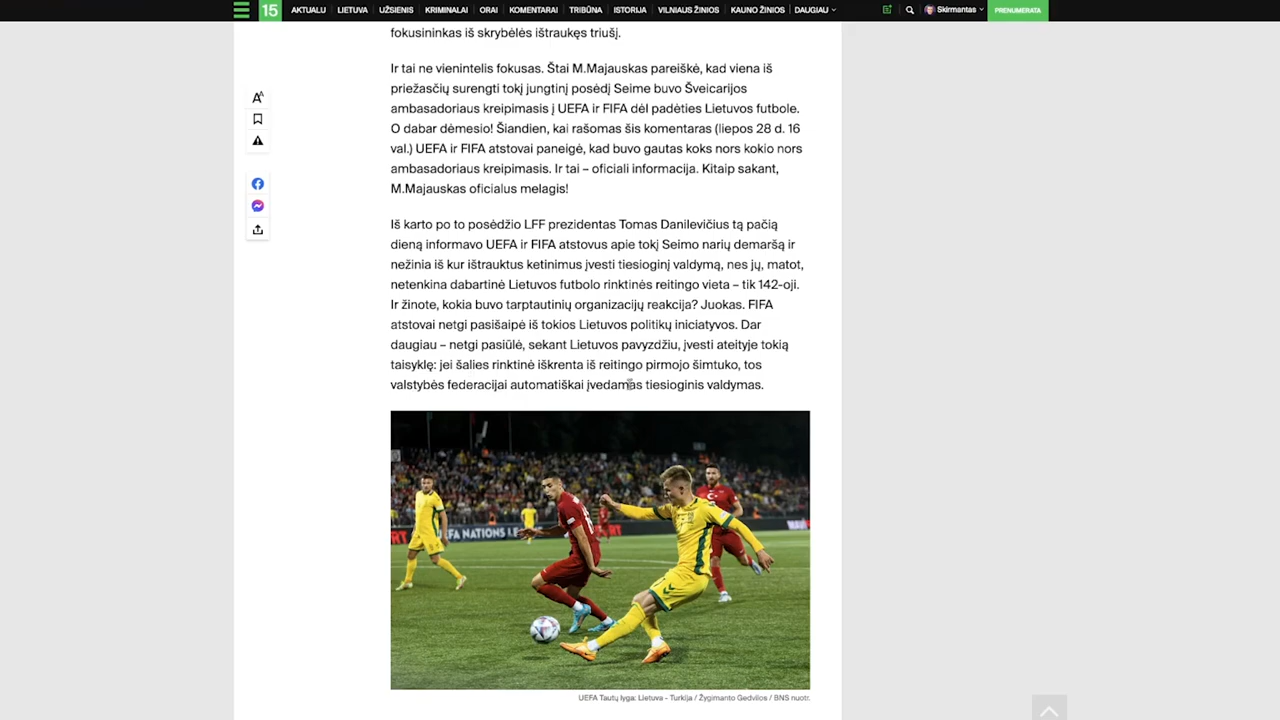 15 AKTUALU LIETUVA UŽSIENIS KRIMINALAI ORAI KOMENTARAI TRIBŪNA ISTORIJA VILNIAUS ŽINIOS KAUNO ŽINIOS DAUGIAU Skirmantas PRENUMERATA
fokusininkas iš skrybėlės ištraukęs triušį.
Ir tai ne vienintelis fokusas. Štai M.Majauskas pareiškė, kad viena iš
priežasčių surengti tokį jungtinį posėdį Seime buvo Šveicarijos
ambasadoriaus kreipimasis į UEFA ir FIFA dėl padėties Lietuvos futbole.
O dabar dėmesio! Šiandien, kai rašomas šis komentaras (liepos 28 d. 16
val.) UEFA ir FIFA atstovai paneigė, kad buvo gautas koks nors kokio nors
ambasadoriaus kreipimasis. Ir tai – oficiali informacija. Kitaip sakant,
M.Majauskas oficialus melagis!
Iš karto po to posėdžio LFF prezidentas Tomas Danilevičius tą pačią
dieną informavo UEFA ir FIFA atstovus apie tokį Seimo narių demaršą ir
nežinia iš kur ištrauktus ketinimus įvesti tiesioginį valdymą, nes jų, matot,
netenkina dabartinė Lietuvos futbolo rinktinės reitingo vieta – tik 142-oji.
Ir žinote, kokia buvo tarptautinių organizacijų reakcija? Juokas. FIFA
atstovai netgi pasišaipė iš tokios Lietuvos politikų iniciatyvos. Dar
daugiau – netgi pasiūlė, sekant Lietuvos pavyzdžiu, įvesti ateityje tokią
taisyklę: jei šalies rinktinė iškrenta iš reitingo pirmojo šimtuko, tos
valstybės federacijai automatiškai įvedamas tiesioginis valdymas.
UEFA Tautų lyga: Lietuva - Turkija / Žygimanto Gedvilos / BNS nuotr.